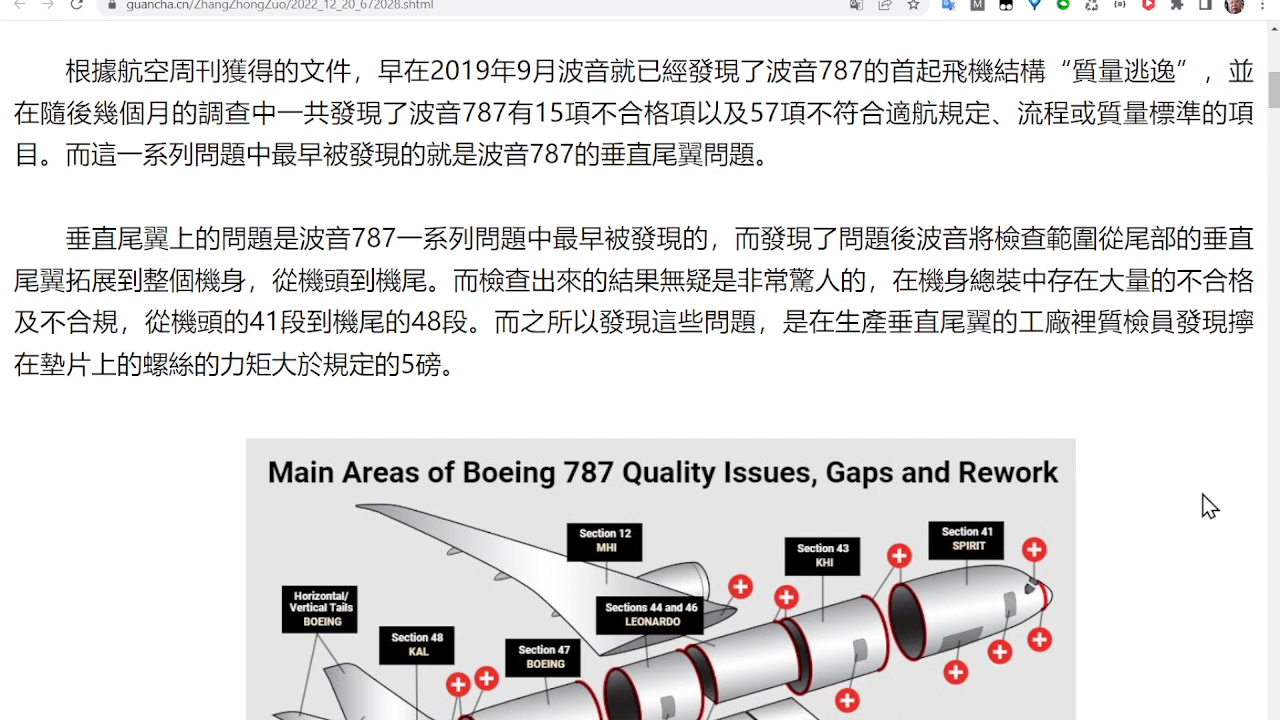 guancha.cn/ZhangZhongZuo/2022_12_20_672028.shtml
根據航空周刊獲得的文件，早在2019年9月波音就已經發現了波音787的首起飛機結構“質量逃逸”，並
在隨後幾個月的調查中一共發現了波音787有15項不合格項以及57項不符合適航規定、流程或質量標準的項
目。而這一系列問題中最早被發現的就是波音787的垂直尾翼問題。
垂直尾翼上的問題是波音787一系列問題中最早被發現的，而發現了問題後波音將檢查範圍從尾部的垂直
尾翼拓展到整個機身，從機頭到機尾。而檢查出來的結果無疑是非常驚人的，在機身總裝中存在大量的不合格
及不合規，從機頭的41段到機尾的48段。而之所以發現這些問題，是在生產垂直尾翼的工廠裡質檢員發現擰
在墊片上的螺絲的力矩大於規定的5磅。
Main Areas of Boeing 787 Quality Issues, Gaps and Rework
Section 12
MHI
Section 43
KHI
Section 41
SPIRIT
Horizontal/
Vertical Tails
BOEING
Sections 44 and 46
LEONARDO
Section 48
KAL
Section 47
BOEING